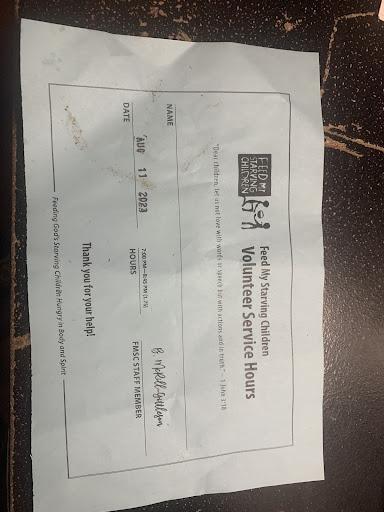 FEED MY
STARVING
CHILDREN
Feed My Starving Children
Volunteer Service Hours
"Dear children, let us not love with words or speech but with actions and in truth." - 1 John 3:18
NAME
AUG 11 2023
7:00 PM—8:45 PM (1.75)
DATE
HOURS
FMSC STAFF MEMBER
Thank you for your help!
Feeding God's Starving Children Hungry in Body and Spirit